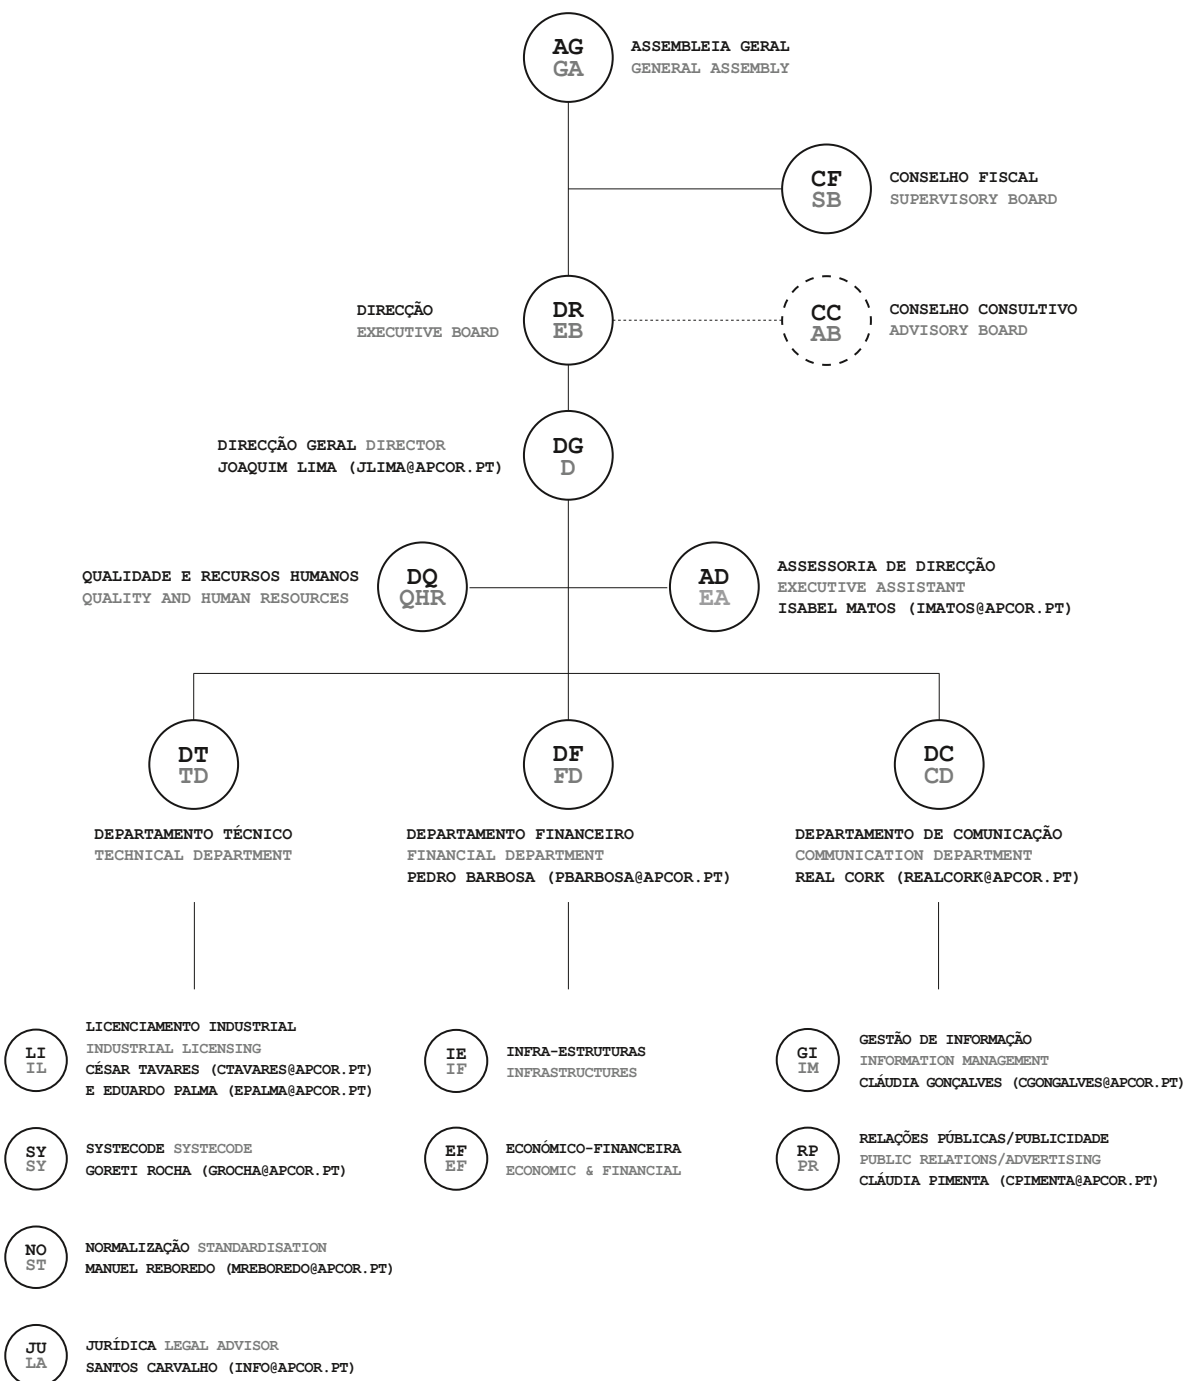 AG
GA
ASSEMBLEIA GERAL
GENERAL ASSEMBLY
CF
SB
CONSELHO FISCAL
SUPERVISORY BOARD
DIRECÇÃO
EXECUTIVE BOARD
DR
EB
CC
AB
CONSELHO CONSULTIVO
ADVISORY BOARD
DIRECÇÃO GERAL DIRECTOR
JOAQUIM LIMA (JLIMA@APCOR.PT)
DG
D
QUALIDADE E RECURSOS HUMANOS
QUALITY AND HUMAN RESOURCES
DQ
QHR
AD
EA
ASSESSORIA DE DIRECÇÃO
EXECUTIVE ASSISTANT
ISABEL MATOS (IMATOS@APCOR.PT)
DT
TD
DEPARTAMENTO TÉCNICO
TECHNICAL DEPARTMENT
DF
FD
DEPARTAMENTO FINANCEIRO
FINANCIAL DEPARTMENT
PEDRO BARBOSA (PBARBOSA@APCOR.PT)
DC
CD
DEPARTAMENTO DE COMUNICAÇÃO
COMMUNICATION DEPARTMENT
REAL CORK (REALCORK@APCOR.PT)
LI
IL
LICENCIAMENTO INDUSTRIAL
INDUSTRIAL LICENSING
CÉSAR TAVARES (CTAVARES@APCOR.PT)
E EDUARDO PALMA (EPALMA@APCOR.PT)
SY
SY
SYSTECODE SYSTECODE
GORETI ROCHA (GROCHA@APCOR.PT)
NO
ST
NORMALIZAÇÃO STANDARDISATION
MANUEL REBOREDO (MREBOREDO@APCOR.PT)
JU
LA
JURÍDICA LEGAL ADVISOR
SANTOS CARVALHO (INFO@APCOR.PT)
IE
IF
INFRA-ESTRUTURAS
INFRASTRUCTURES
EF
EF
ECONÓMICO-FINANCEIRA
ECONOMIC & FINANCIAL
GI
IM
GESTÃO DE INFORMAÇÃO
INFORMATION MANAGEMENT
CLÁUDIA GONÇALVES (CGONGALVES@APCOR.PT)
RP
PR
RELAÇÕES PÚBLICAS/PUBLICIDADE
PUBLIC RELATIONS/ADVERTISING
CLÁUDIA PIMENTA (CPIMENTA@APCOR.PT)